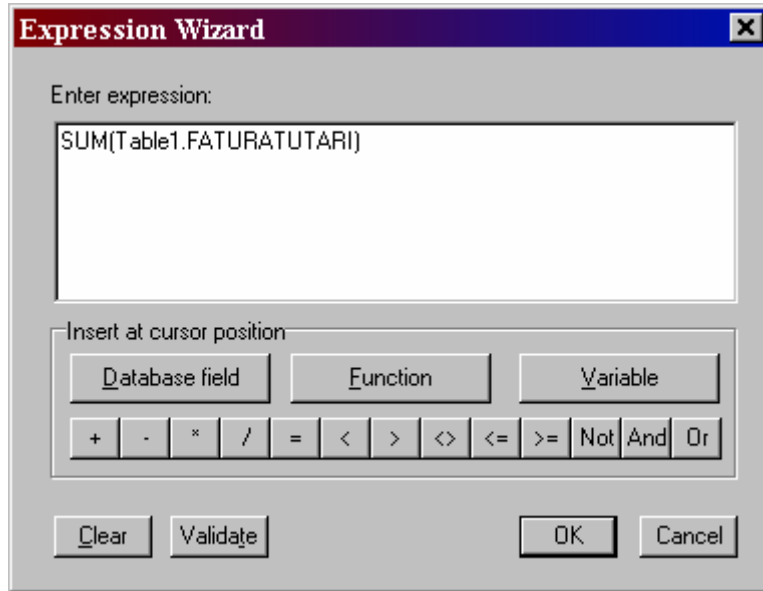 Expression Wizard
Enter expression:
SUM(Table1.FATURATUTARI)
Insert at cursor position
Database field Function Variable
+ - * / = < > <> <= >= Not And Or
Clear Validate OK Cancel